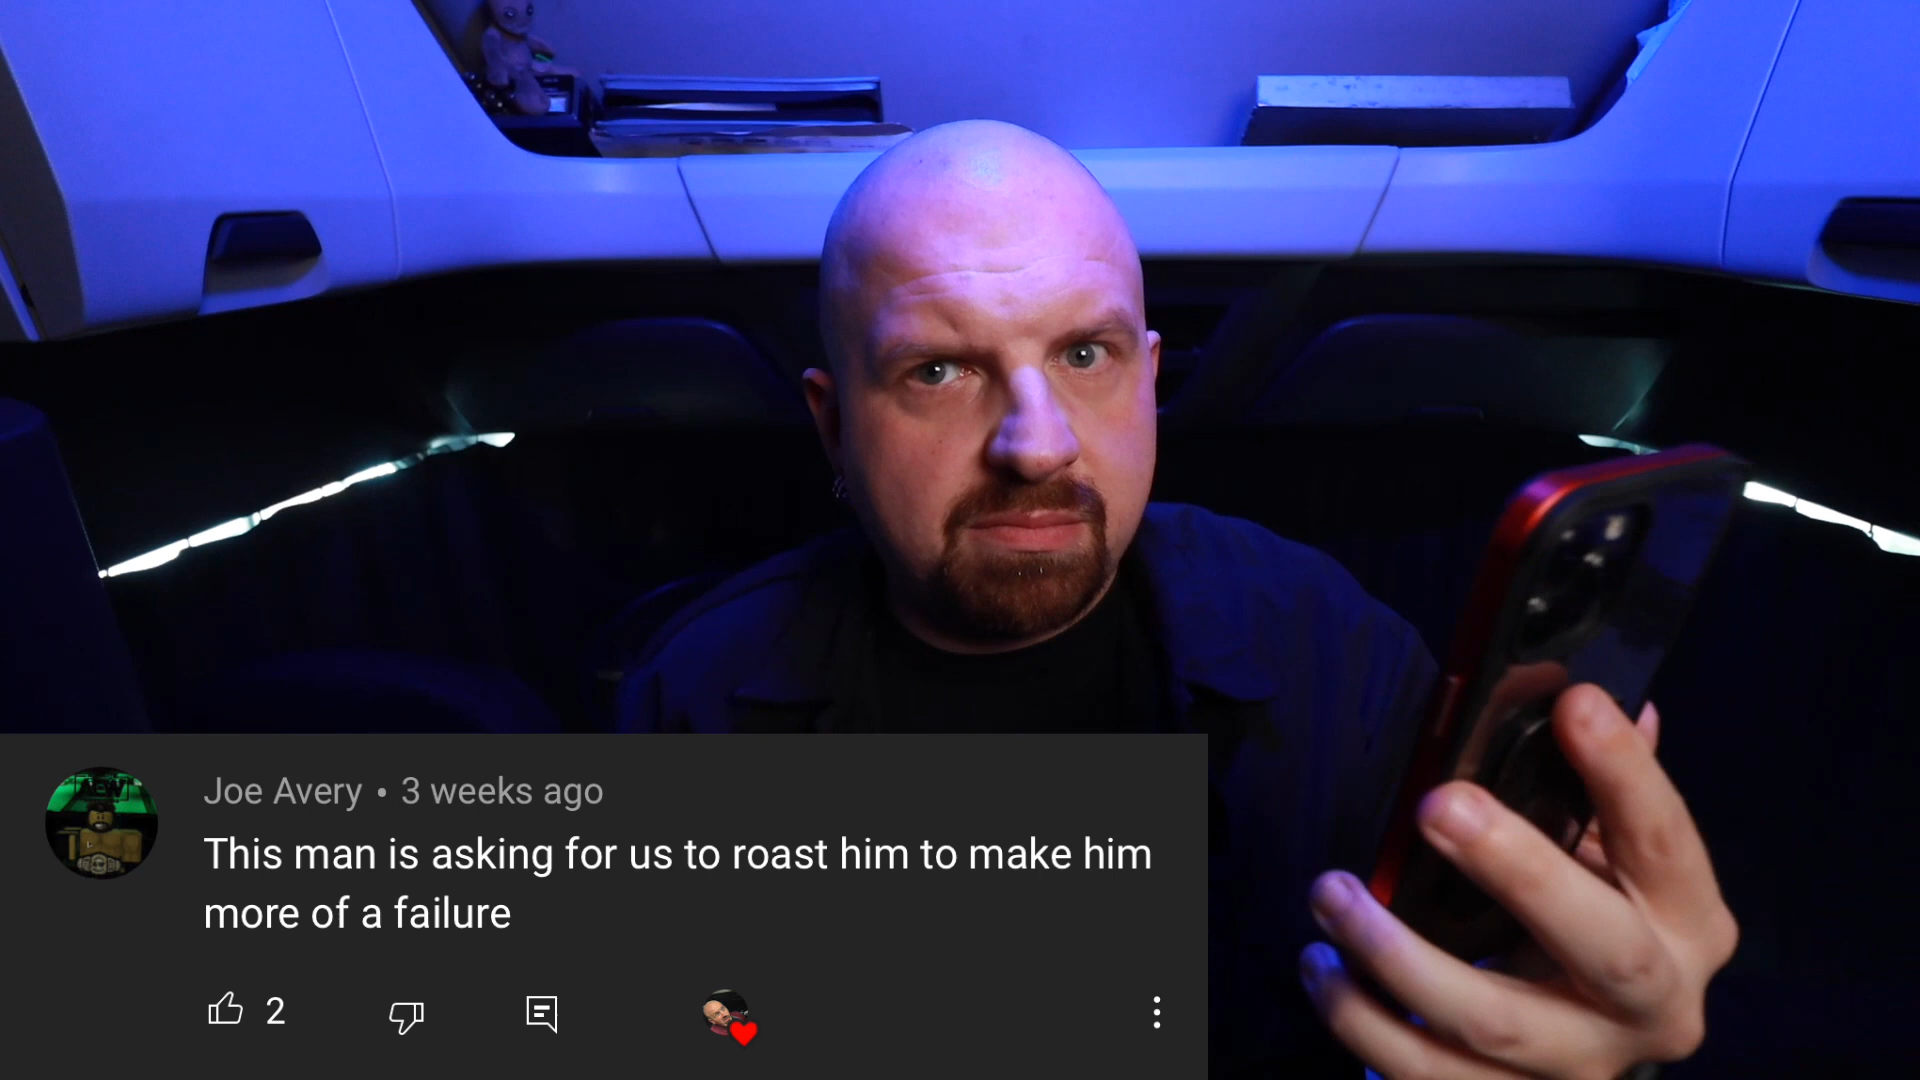 Joe Avery • 3 weeks ago
This man is asking for us to roast him to make him
more of a failure
2